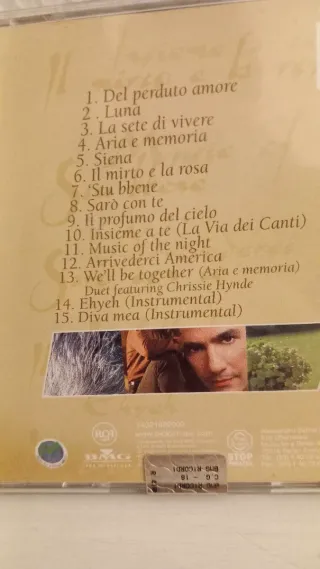 1. Del perduto amore
2. Luna
3. La sete di vivere
4. Aria e memoria
5. Siena
6. Il mirto e la rosa
7. 'Stu bbene
8. Sarò con te
9. Il profumo del cielo
10. Insieme a te (La Via dei Canti)
11. Music of the night
12. Arrivederci America
13. We'll be together (Aria e memoria)
Duet featuring Chrissie Hynde
14. Ehyeh (Instrumental)
15. Diva mea (Instrumental)
RCA
BMG
BMG RICORDI
STOP